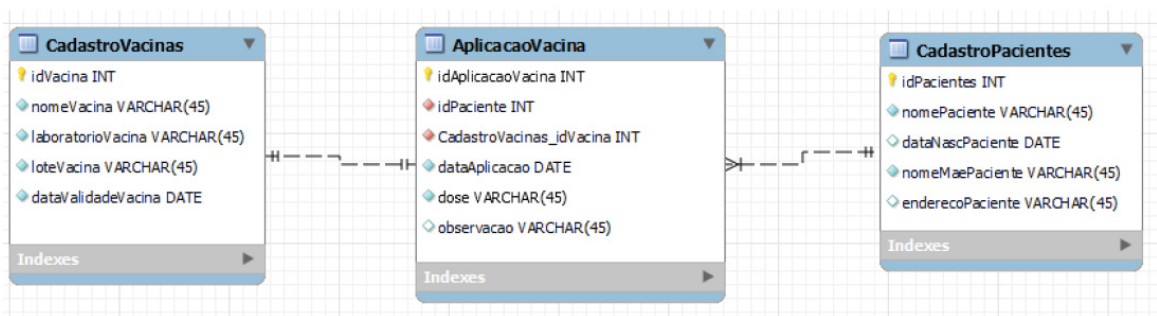 CadastroVacinas
idVacina INT
nomeVacina VARCHAR(45)
laboratorioVacina VARCHAR(45)
loteVacina VARCHAR(45)
dataValidadeVacina DATE
Indexes
AplicacaoVacina
idAplicacaoVacina INT
idPaciente INT
CadastroVacinas_idVacina INT
dataAplicacao DATE
dose VARCHAR(45)
observacao VARCHAR(45)
Indexes
CadastroPacientes
idPacientes INT
nomePaciente VARCHAR(45)
dataNascPaciente DATE
nomeMaePaciente VARCHAR(45)
enderecoPaciente VARCHAR(45)
Indexes